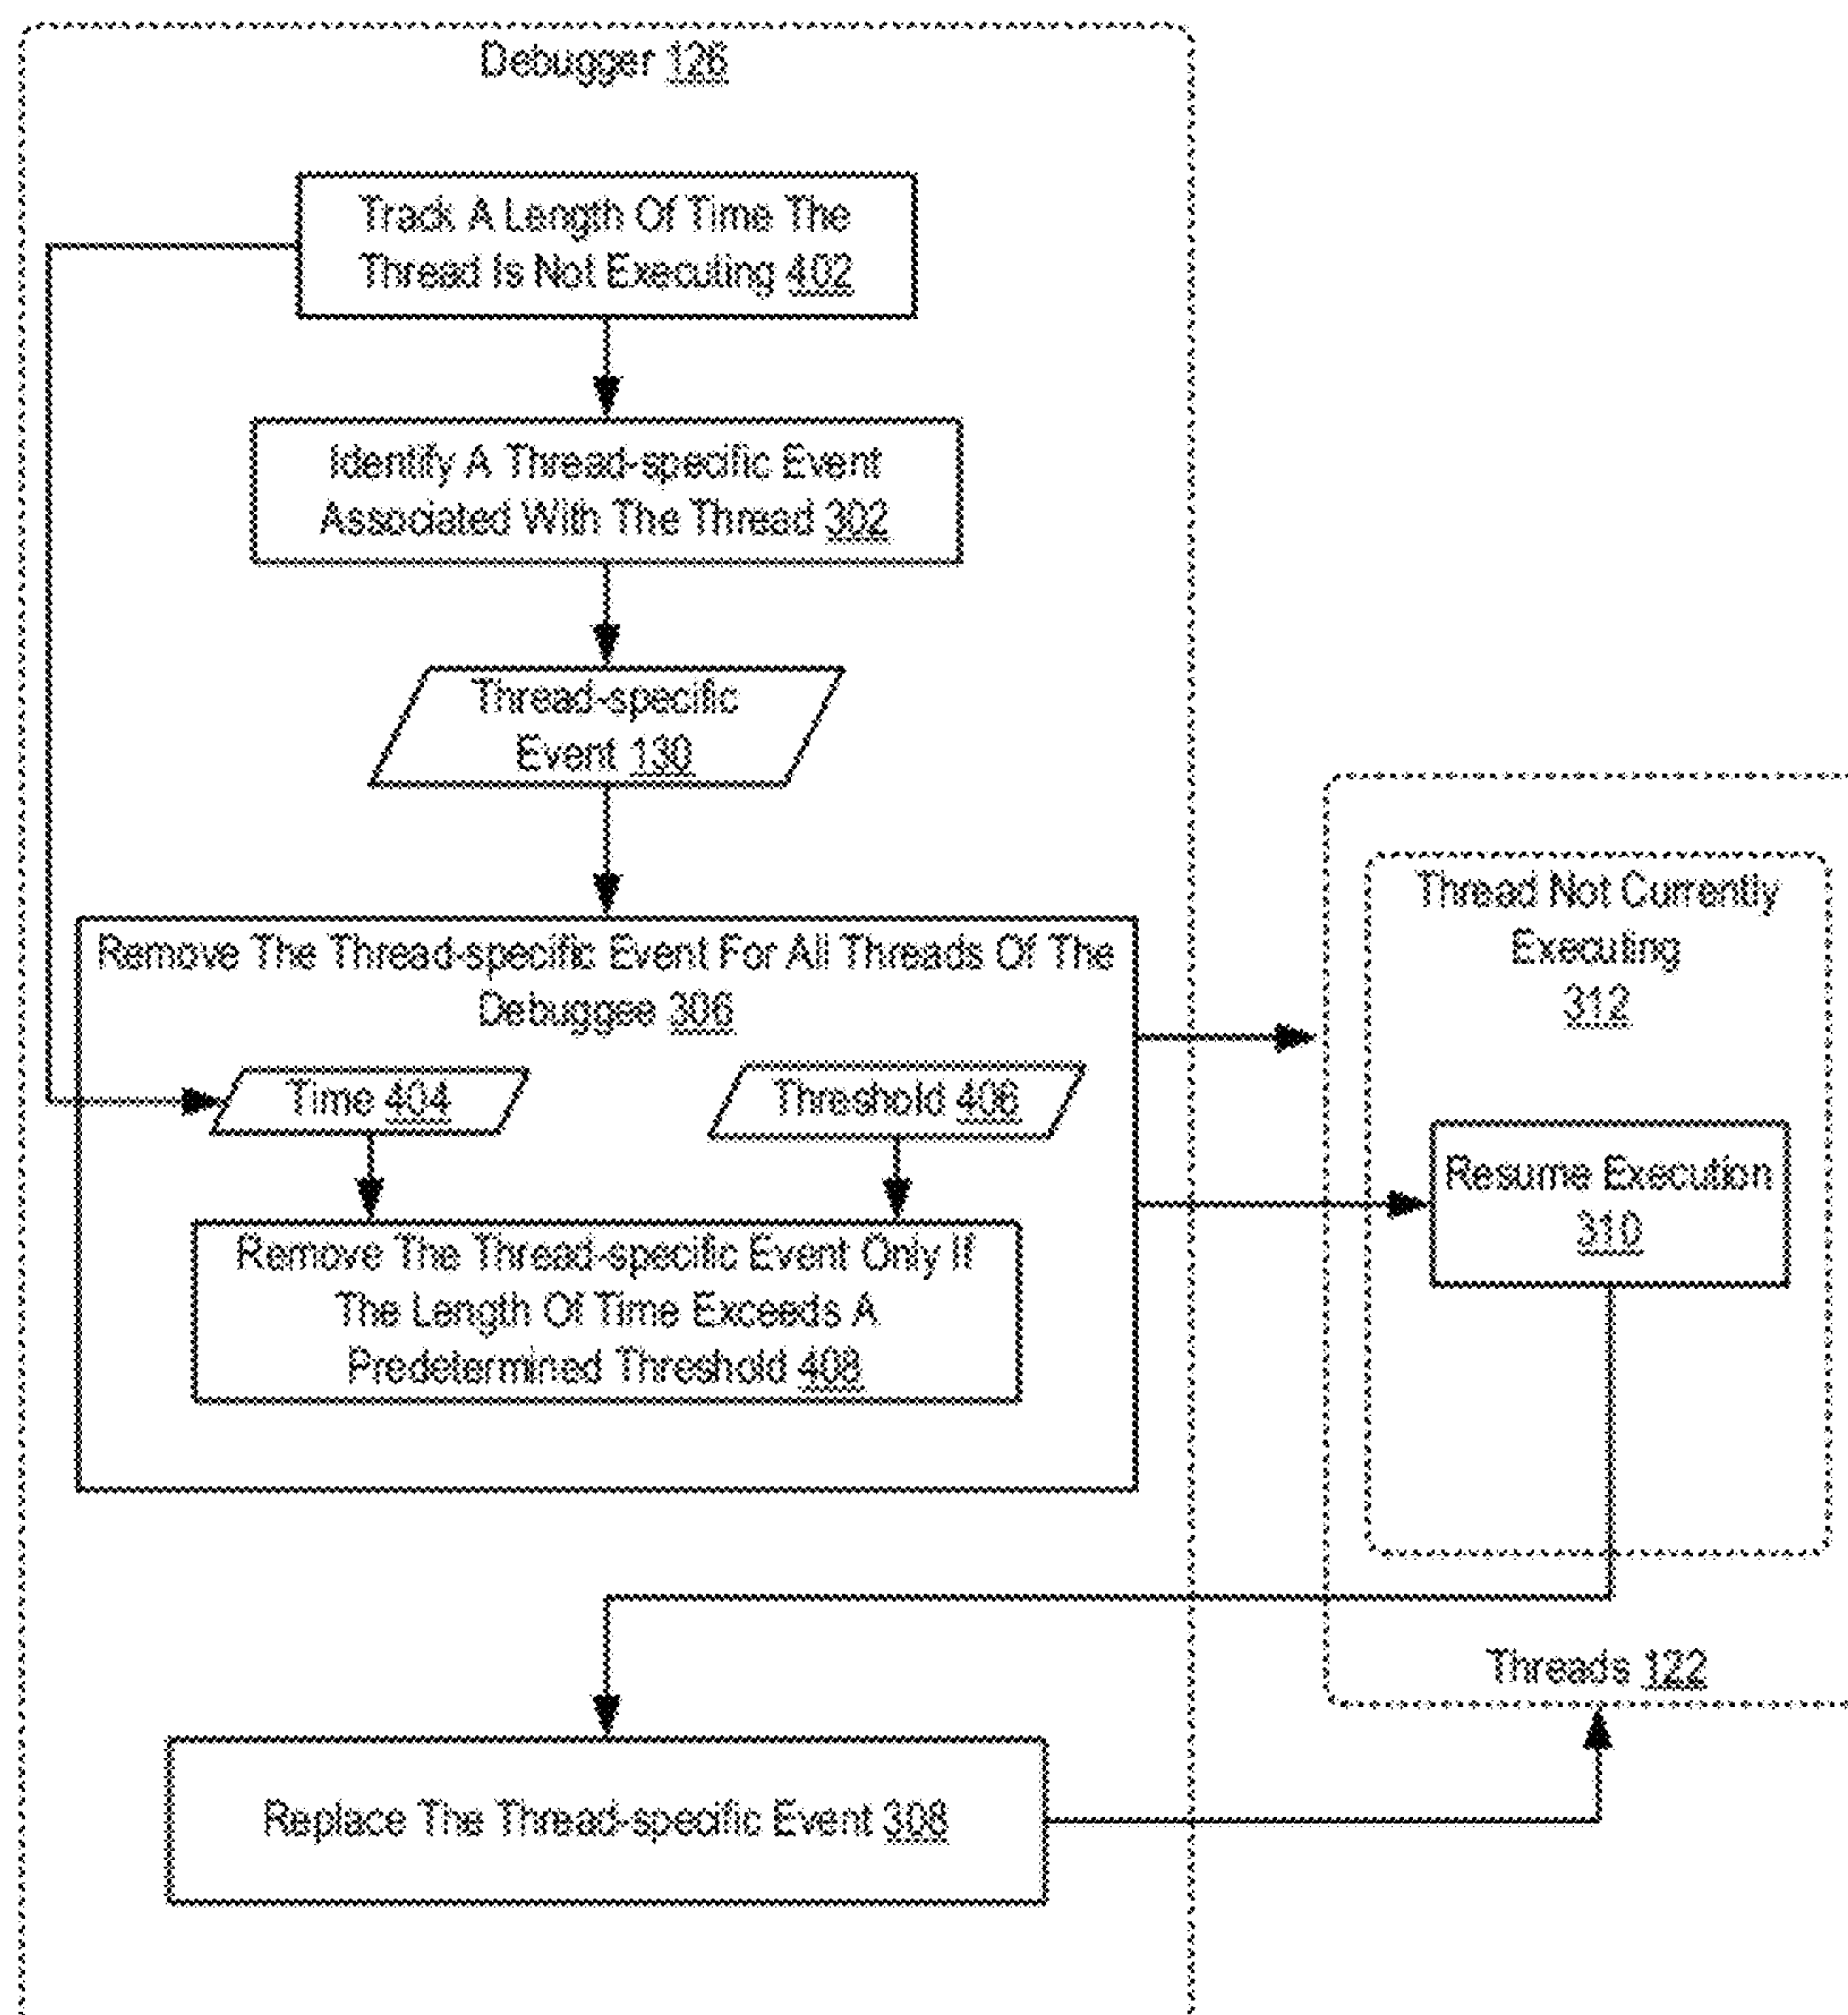 Debugger 126
Track A Length Of Time The
Thread Is Not Executing 402
Identify A Thread-specific Event
Associated With The Thread 302
Thread-specific
Event 130
Remove The Thread-specific Event For All Threads Of The
Debuggee 306
Time 404
Threshold 406
Remove The Thread-specific Event Only If
The Length Of Time Exceeds A
Predetermined Threshold 408
Thread Not Currently
Executing
312
Resume Execution
310
Threads 122
Replace The Thread-specific Event 308